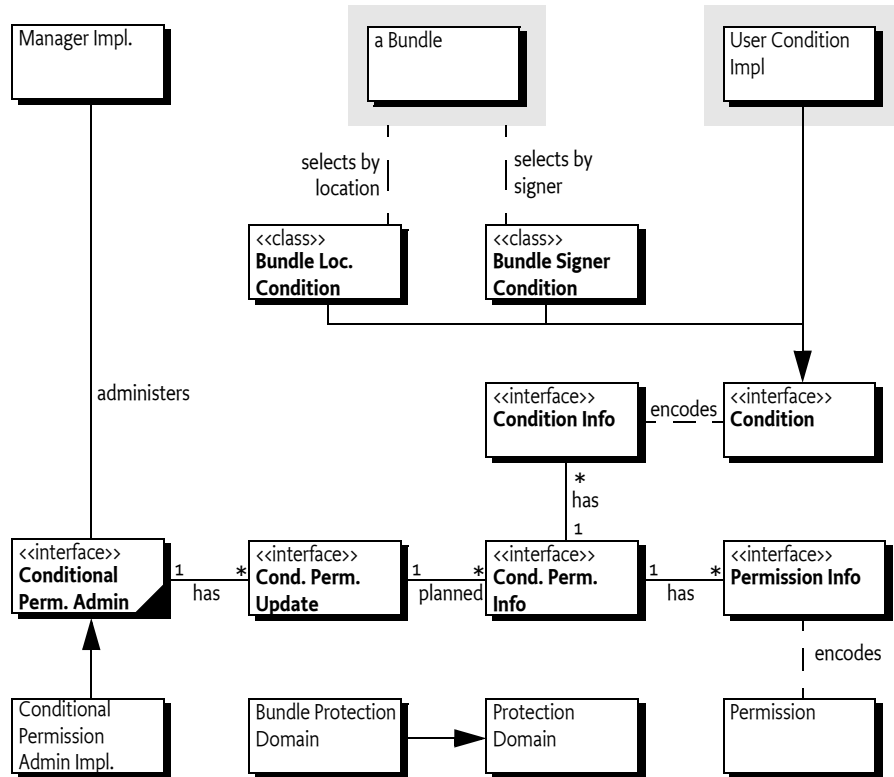 Manager Impl.
a Bundle
User Condition
Impl
selects by
location
selects by
signer
<<class>>
Bundle Loc.
Condition
<<class>>
Bundle Signer
Condition
administers
<<interface>>
Condition Info
encodes
<<interface>>
Condition
*
has
1
<<interface>>
Conditional
Perm. Admin
1
*
has
<<interface>>
Cond. Perm.
Update
1
*
planned
<<interface>>
Cond. Perm.
Info
1
*
has
<<interface>>
Permission Info
encodes
Conditional
Permission
Admin Impl.
Bundle Protection
Domain
Protection
Domain
Permission